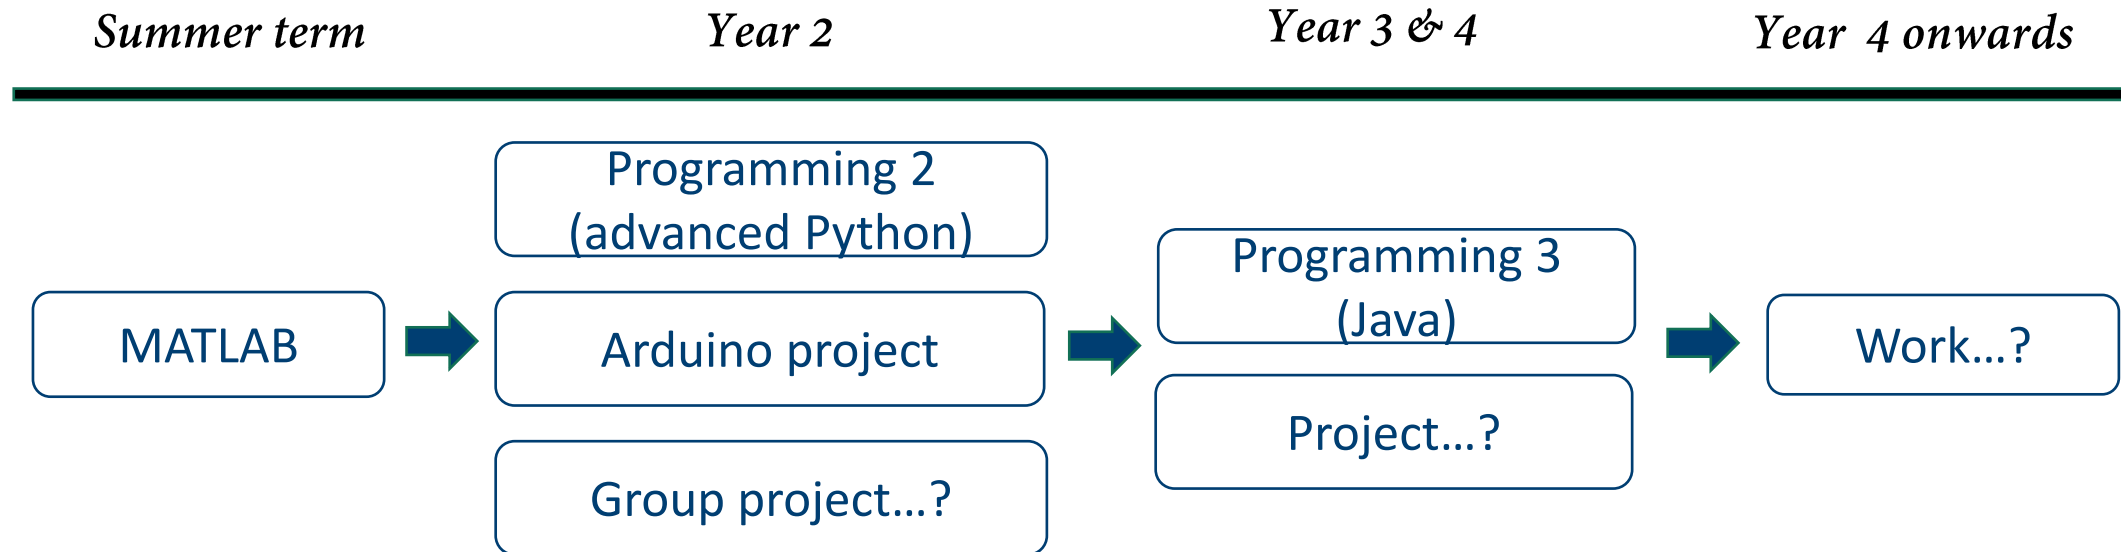 Summer term
Year 2
Year 3 & 4
Year 4 onwards
MATLAB
Programming 2
(advanced Python)
Arduino project
Group project...?
Programming 3
(Java)
Project...?
Work...?